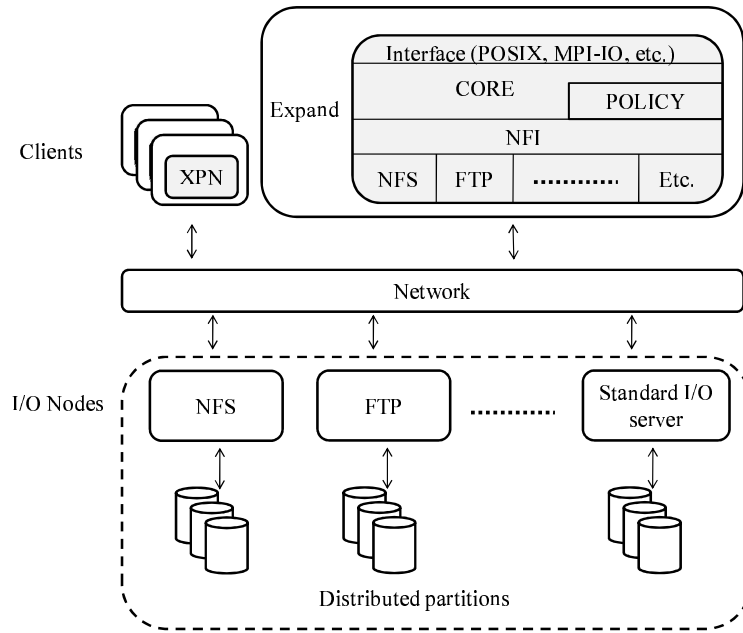 Interface (POSIX, MPI-IO, etc.)
CORE
POLICY
Expand
NFI
Clients
XPN
NFS
FTP
Etc.
Network
I/O Nodes
NFS
FTP
Standard I/O
server
Distributed partitions